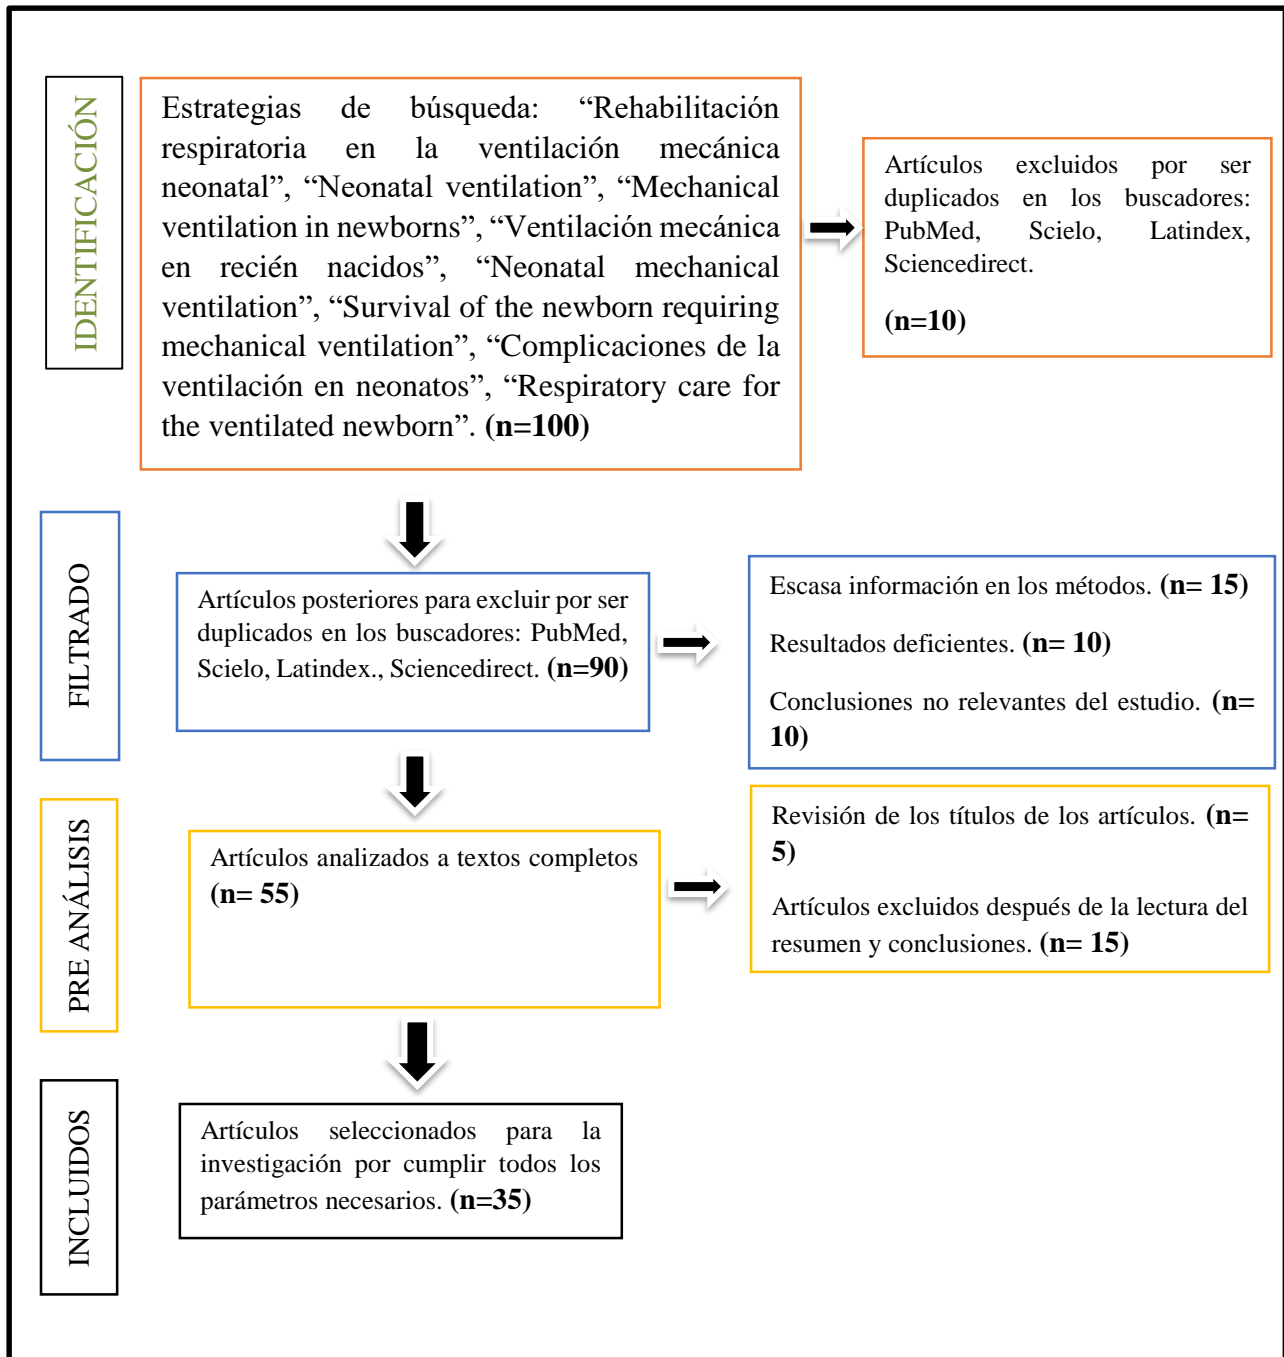 IDENTIFICACIÓN
Estrategias de búsqueda: “Rehabilitación
respiratoria en la ventilación mecánica
neonatal”, “Neonatal ventilation”, “Mechanical
ventilation in newborns”, “Ventilación mecánica
en recién nacidos”, “Neonatal mechanical
ventilation”, “Survival of the newborn requiring
mechanical ventilation”, “Complicaciones de la
ventilación en neonatos”, “Respiratory care for
the ventilated newborn”. (n=100)
Artículos excluidos por ser
duplicados en los buscadores:
PubMed, Scielo, Latindex,
Sciencedirect.
(n=10)
FILTRADO
Artículos posteriores para excluir por ser
duplicados en los buscadores: PubMed,
Scielo, Latindex., Sciencedirect. (n=90)
Escasa información en los métodos. (n= 15)
Resultados deficientes. (n= 10)
Conclusiones no relevantes del estudio. (n=
10)
PRE ANÁLISIS
Artículos analizados a textos completos
(n= 55)
Revisión de los títulos de los artículos. (n=
5)
Artículos excluidos después de la lectura del
resumen y conclusiones. (n= 15)
INCLUIDOS
Artículos seleccionados para la
investigación por cumplir todos los
parámetros necesarios. (n=35)